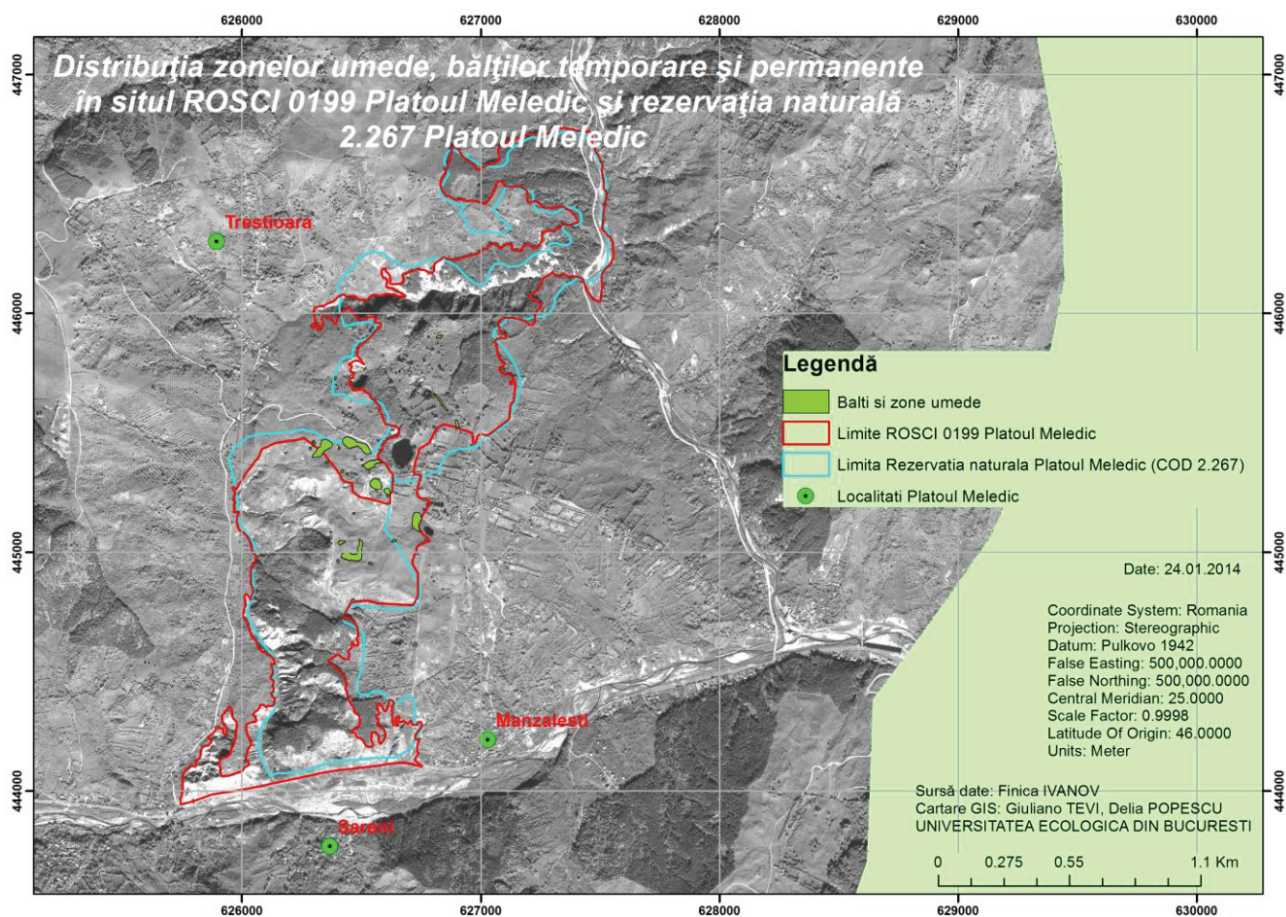 626000 627000 628000 629000 630000
Distribuţia zonelor umede, bălţilor temporare şi permanente
în situl ROSCI 0199 Platoul Meledic şi rezervaţia naturală
2.267 Platoul Meledic
447000 447000
Trestioara
446000 446000
Legendă
Balti si zone umede
Limite ROSCI 0199 Platoul Meledic
Limita Rezervatia naturala Platoul Meledic (COD 2.267)
Localitati Platoul Meledic
445000 445000
Date: 24.01.2014
Coordinate System: Romania
Projection: Stereographic
Datum: Pulkovo 1942
False Easting: 500,000.0000
False Northing: 500,000.0000
Central Meridian: 25.0000
Scale Factor: 0.9998
Latitude Of Origin: 46.0000
Units: Meter
Manzalesti
444000 444000
Sursă date: Finica IVANOV
Cartare GIS: Giuliano TEVI, Delia POPESCU
UNIVERSITATEA ECOLOGICA DIN BUCURESTI
Sareni
0 0.275 0.55 1.1 Km
626000 627000 628000 629000 630000